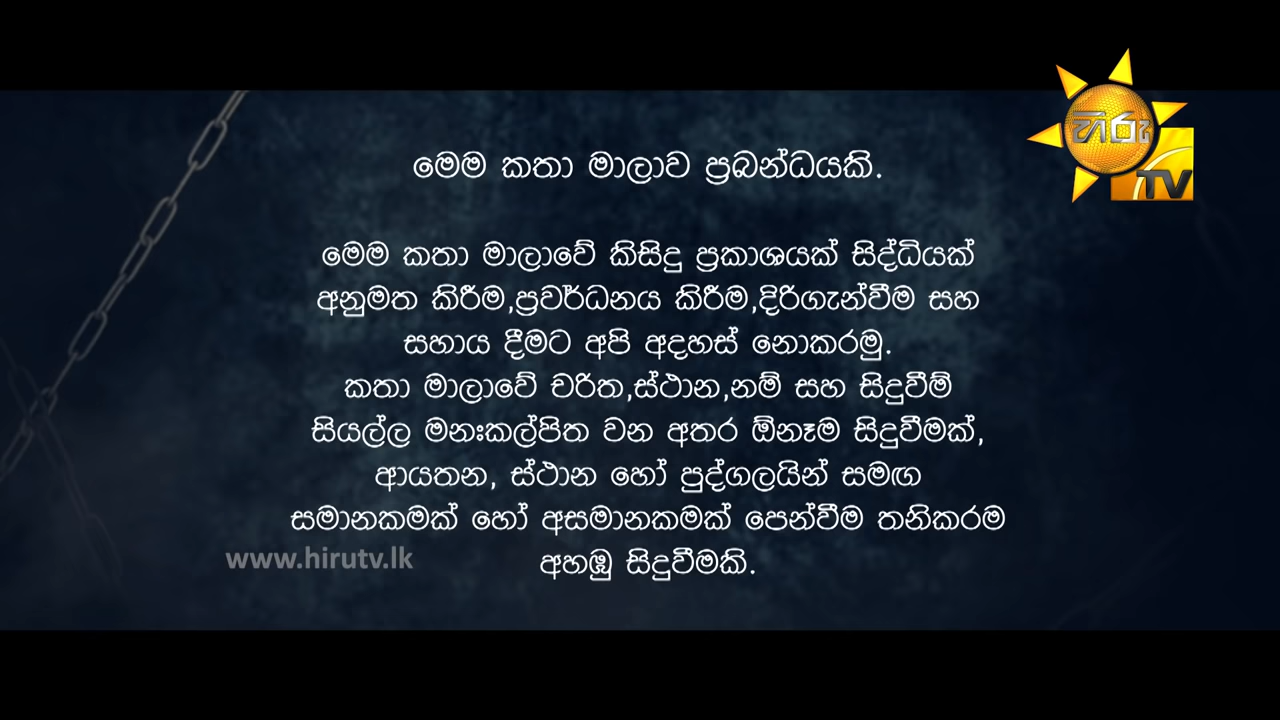 හිරු
TV
මෙම කතා මාලාව ප්‍රබන්ධයකි.
මෙම කතා මාලාවේ කිසිදු ප්‍රකාශයක් සිද්ධියක්
අනුමත කිරීම,ප්‍රවර්ධනය කිරීම,දිරිගැන්වීම සහ
සහාය දීමට අපි අදහස් නොකරමු.
කතා මාලාවේ චරිත,ස්ථාන,නම් සහ සිදුවීම්
සියල්ල මනඃකල්පිත වන අතර ඕනෑම සිදුවීමක්,
ආයතන, ස්ථාන හෝ පුද්ගලයින් සමඟ
සමානකමක් හෝ අසමානකමක් පෙන්වීම තනිකරම
අහඹු සිදුවීමකි.
www.hirutv.lk